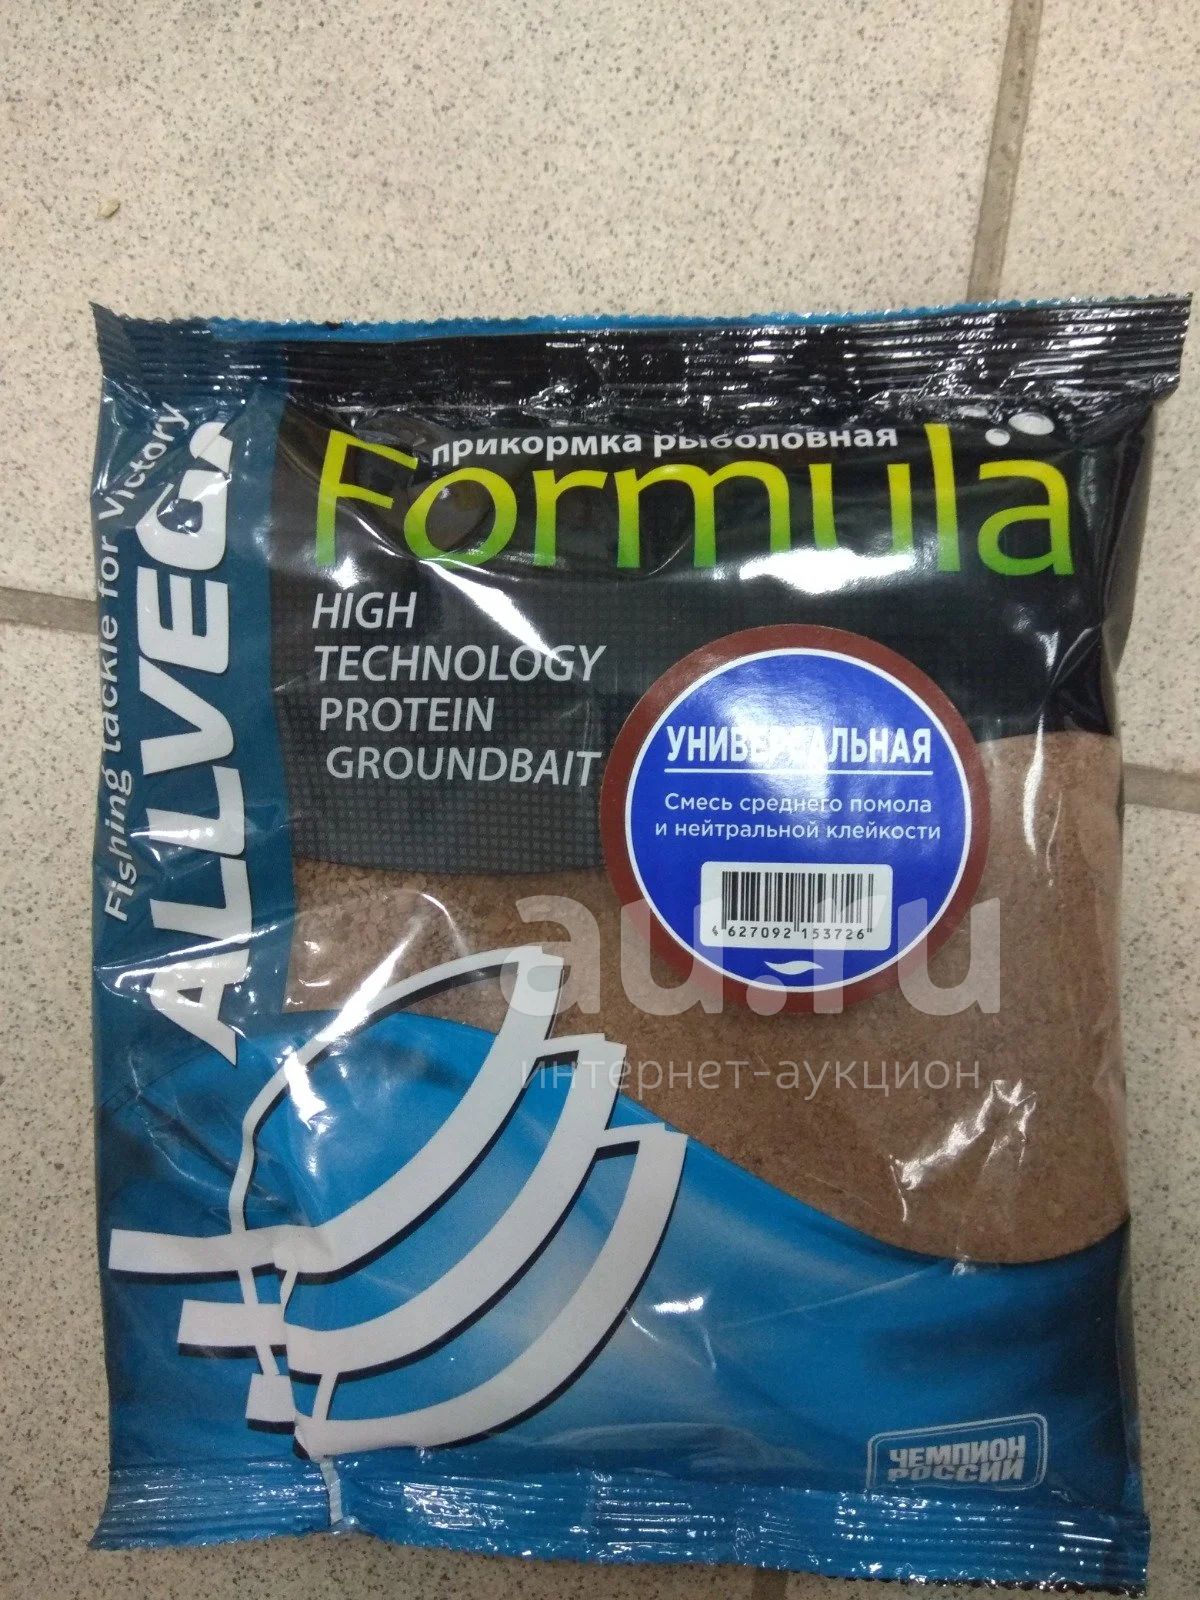 прикормка рыболовная
Formula
HIGH
TECHNOLOGY
PROTEIN
GROUNDBAIT
Fishing tackle for Victory
ALLVEGA
УНИВЕРСАЛЬНАЯ
Смесь среднего помола
и нейтральной клейкости
4 627092 153726
au.ru
интернет-аукцион
ЧЕМПИОН
РОССИИ